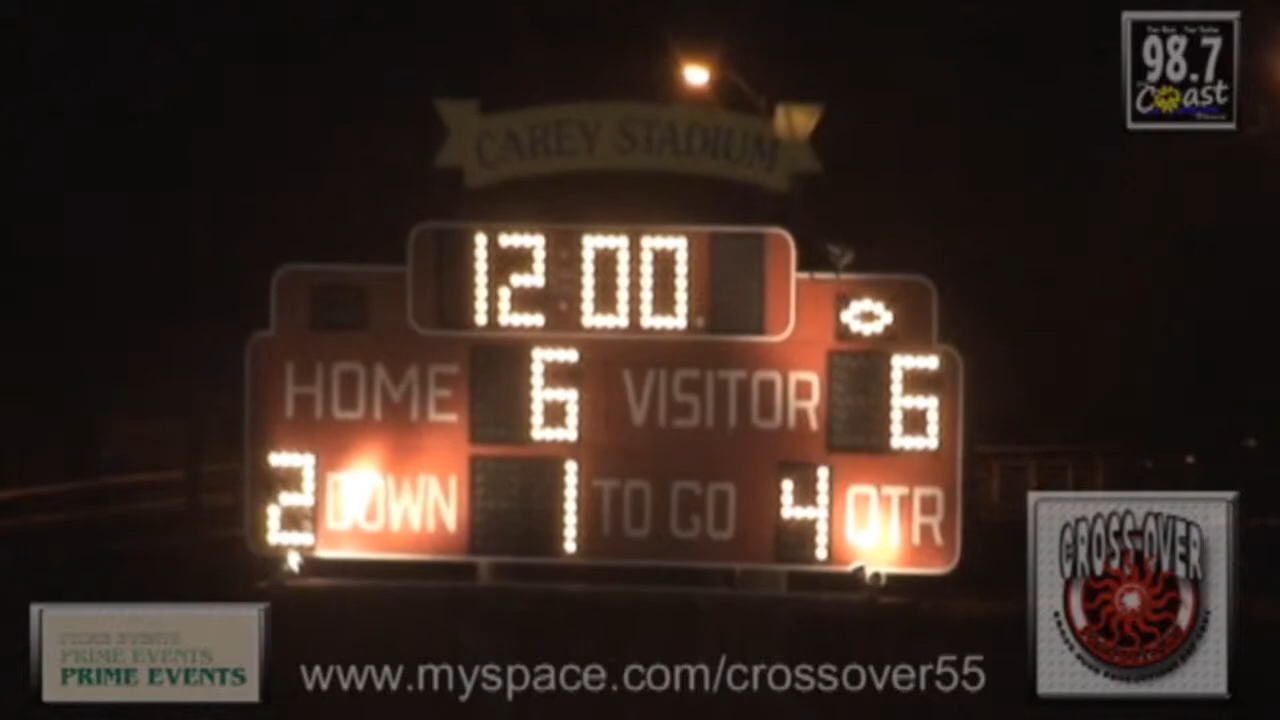 98.7
Coast
CAREY STADIUM
12:00
HOME 6 VISITOR 6
2 DOWN 1 TO GO 4 QTR
CROSS-OVER
PRIME EVENTS
PRIME EVENTS
PRIME EVENTS
www.myspace.com/crossover55